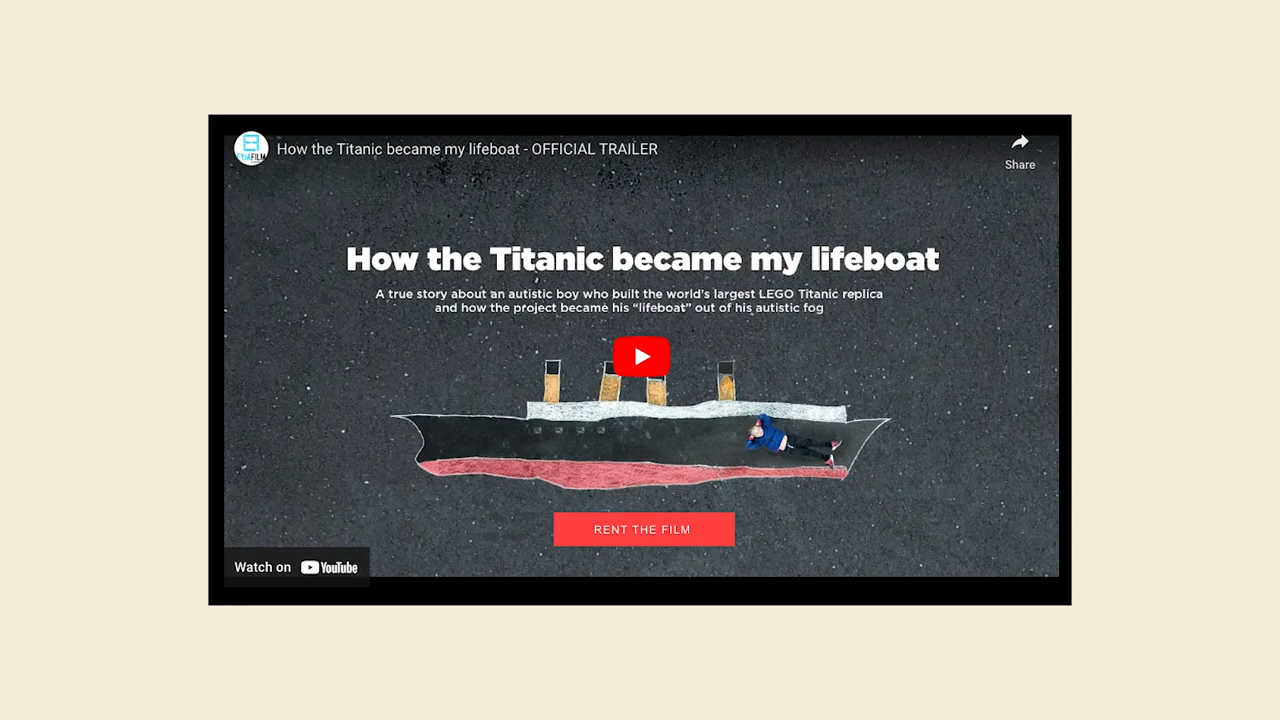 How the Titanic became my lifeboat - OFFICIAL TRAILER
Share
How the Titanic became my lifeboat
A true story about an autistic boy who built the world's largest LEGO Titanic replica
and how the project became his “lifeboat” out of his autistic fog
RENT THE FILM
Watch on YouTube